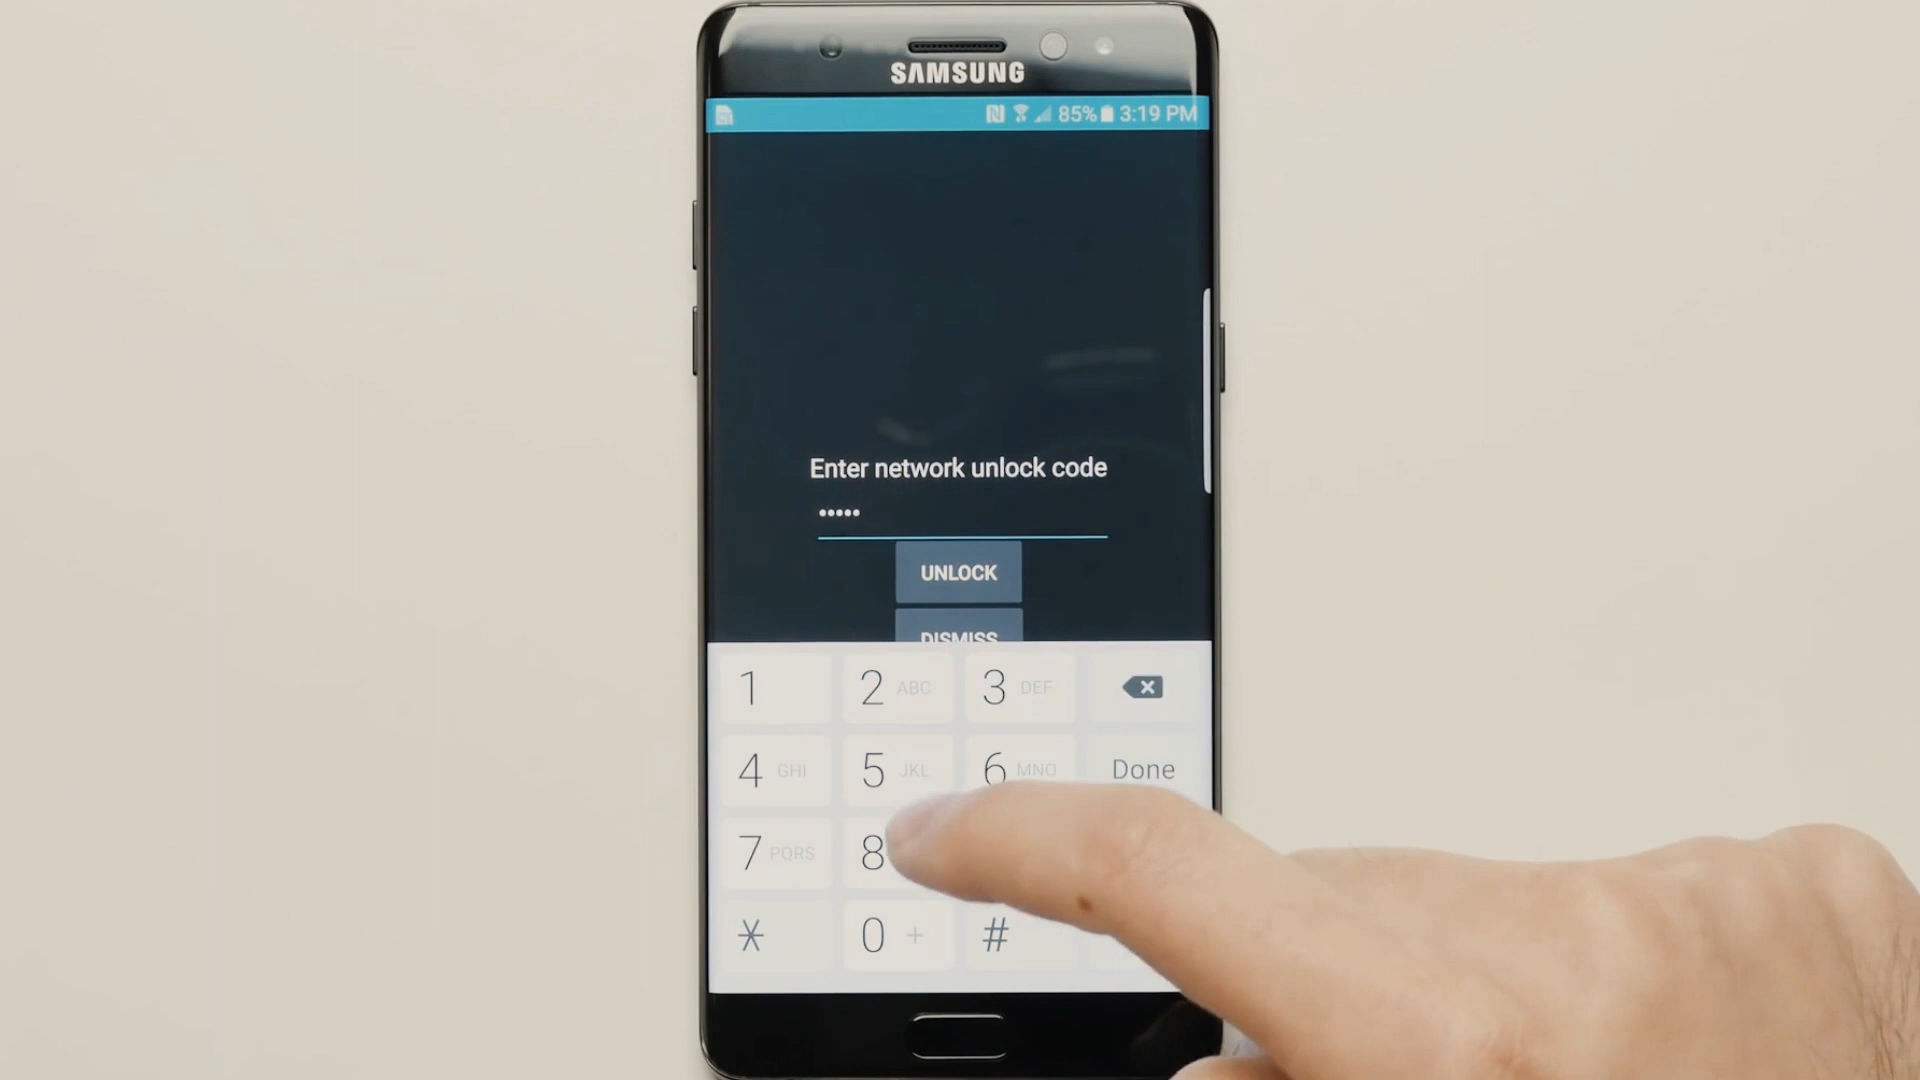 SAMSUNG
85% 3:19 PM
Enter network unlock code
•••••
UNLOCK
DISMISS
1 2 ABC 3 DEF
4 GHI 5 JKL 6 MNO Done
7 PQRS 8
* 0 + #